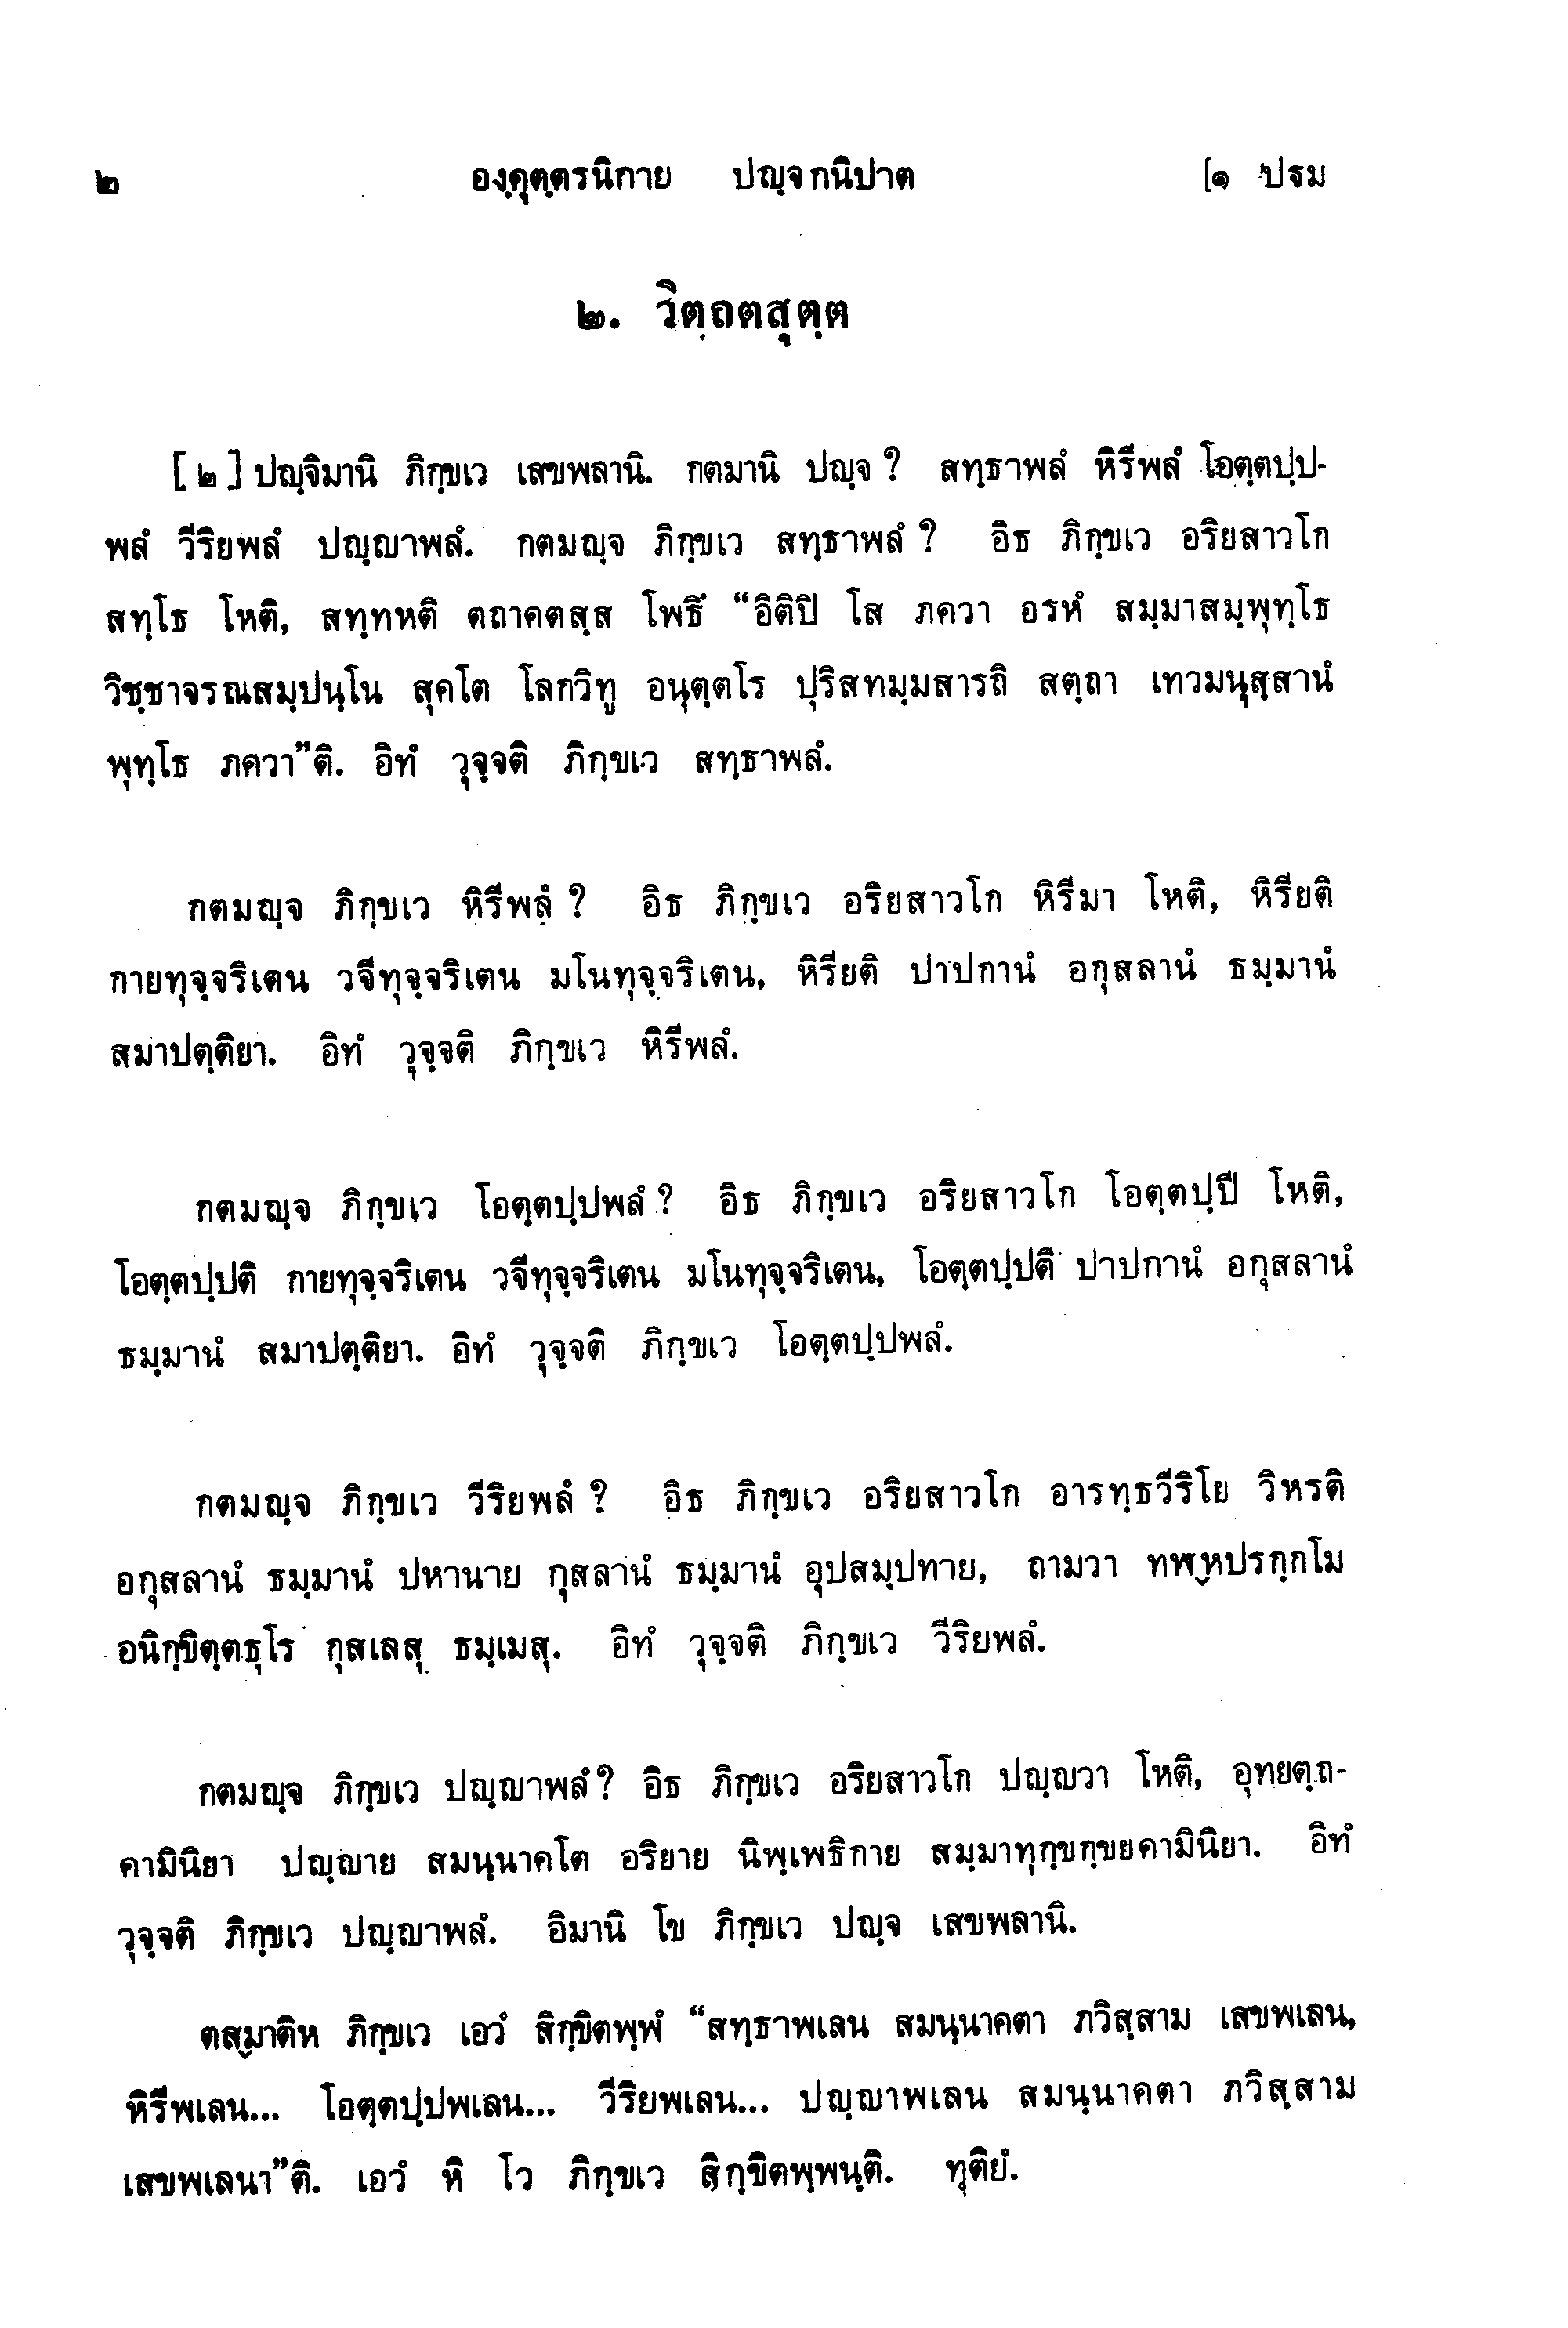 ๒ องฺคุตฺตรนิกาย ปญฺจกนิปาต [๑ ปฐม
๒. วิตฺถตสุตฺต
[๒] ปญฺจิมานิ ภิกฺขเว เสขพลานิ. กตมานิ ปญฺจ ? สทฺธาพลํ หิรีพลํ โอตฺตปฺป-
พลํ วีริยพลํ ปญฺญาพลํ. กตมญฺจ ภิกฺขเว สทฺธาพลํ ? อิธ ภิกฺขเว อริยสาวโก
สทฺโธ โหติ, สทฺทหติ ตถาคตสฺส โพธึ “อิติปิ โส ภควา อรหํ สมฺมาสมฺพุทฺโธ
วิชฺชาจรณสมฺปนฺโน สุคโต โลกวิทู อนุตฺตโร ปุริสทมฺมสารถิ สตฺถา เทวมนุสฺสานํ
พุทฺโธ ภควา”ติ. อิทํ วุจฺจติ ภิกฺขเว สทฺธาพลํ.
กตมญฺจ ภิกฺขเว หิรีพลํ ? อิธ ภิกฺขเว อริยสาวโก หิรีมา โหติ, หิรียติ
กายทุจฺจริเตน วจีทุจฺจริเตน มโนทุจฺจริเตน, หิรียติ ปาปกานํ อกุสลานํ ธมฺมานํ
สมาปตฺติยา. อิทํ วุจฺจติ ภิกฺขเว หิรีพลํ.
กตมญฺจ ภิกฺขเว โอตฺตปฺปพลํ ? อิธ ภิกฺขเว อริยสาวโก โอตฺตปฺปี โหติ,
โอตฺตปฺปติ กายทุจฺจริเตน วจีทุจฺจริเตน มโนทุจฺจริเตน, โอตฺตปฺปติ ปาปกานํ อกุสลานํ
ธมฺมานํ สมาปตฺติยา. อิทํ วุจฺจติ ภิกฺขเว โอตฺตปฺปพลํ.
กตมญฺจ ภิกฺขเว วีริยพลํ ? อิธ ภิกฺขเว อริยสาวโก อารทฺธวีริโย วิหรติ
อกุสลานํ ธมฺมานํ ปหานาย กุสลานํ ธมฺมานํ อุปสมฺปทาย, ถามวา ทฬฺหปรกฺกโม
อนิกฺขิตฺตธุโร กุสเลสุ ธมฺเมสุ. อิทํ วุจฺจติ ภิกฺขเว วีริยพลํ.
กตมญฺจ ภิกฺขเว ปญฺญาพลํ ? อิธ ภิกฺขเว อริยสาวโก ปญฺญวา โหติ, อุทยตฺถ-
คามินิยา ปญฺญาย สมนฺนาคโต อริยาย นิพฺเพธิกาย สมฺมาทุกฺขกฺขยคามินิยา. อิทํ
วุจฺจติ ภิกฺขเว ปญฺญาพลํ. อิมานิ โข ภิกฺขเว ปญฺจ เสขพลานิ.
ตสฺมาติห ภิกฺขเว เอวํ สิกฺขิตพฺพํ “สทฺธาพเลน สมนฺนาคตา ภวิสฺสาม เสขพเลน,
หิรีพเลน... โอตฺตปฺปพเลน... วีริยพเลน... ปญฺญาพเลน สมนฺนาคตา ภวิสฺสาม
เสขพเลนา”ติ. เอวํ หิ โว ภิกฺขเว สิกฺขิตพฺพนฺติ. ทุติยํ.